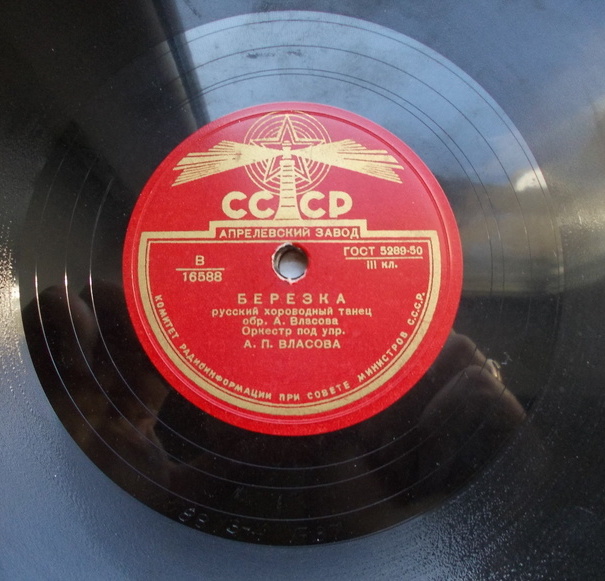 СССР
АПРЕЛЕВСКИЙ ЗАВОД
В
16588
ГОСТ 5289-50
III кл.
БЕРЕЗКА
русский хороводный танец
обр. А. Власова
Оркестр под упр.
А. П. ВЛАСОВА
КОМИТЕТ РАДИОИНФОРМАЦИИ ПРИ СОВЕТЕ МИНИСТРОВ С.С.С.Р.